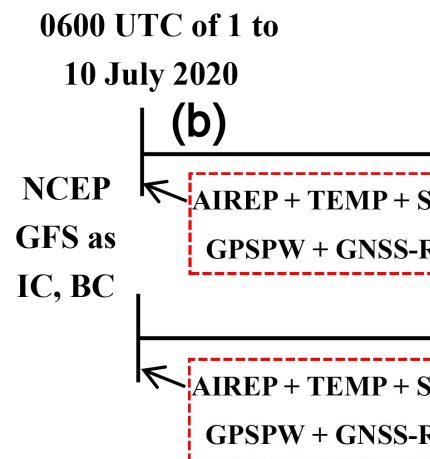 0600 UTC of 1 to
10 July 2020
(b)
NCEP
GFS as
IC, BC
AIREP + TEMP +
GPSPW +
AIREP + TEMP +
GPSPW +